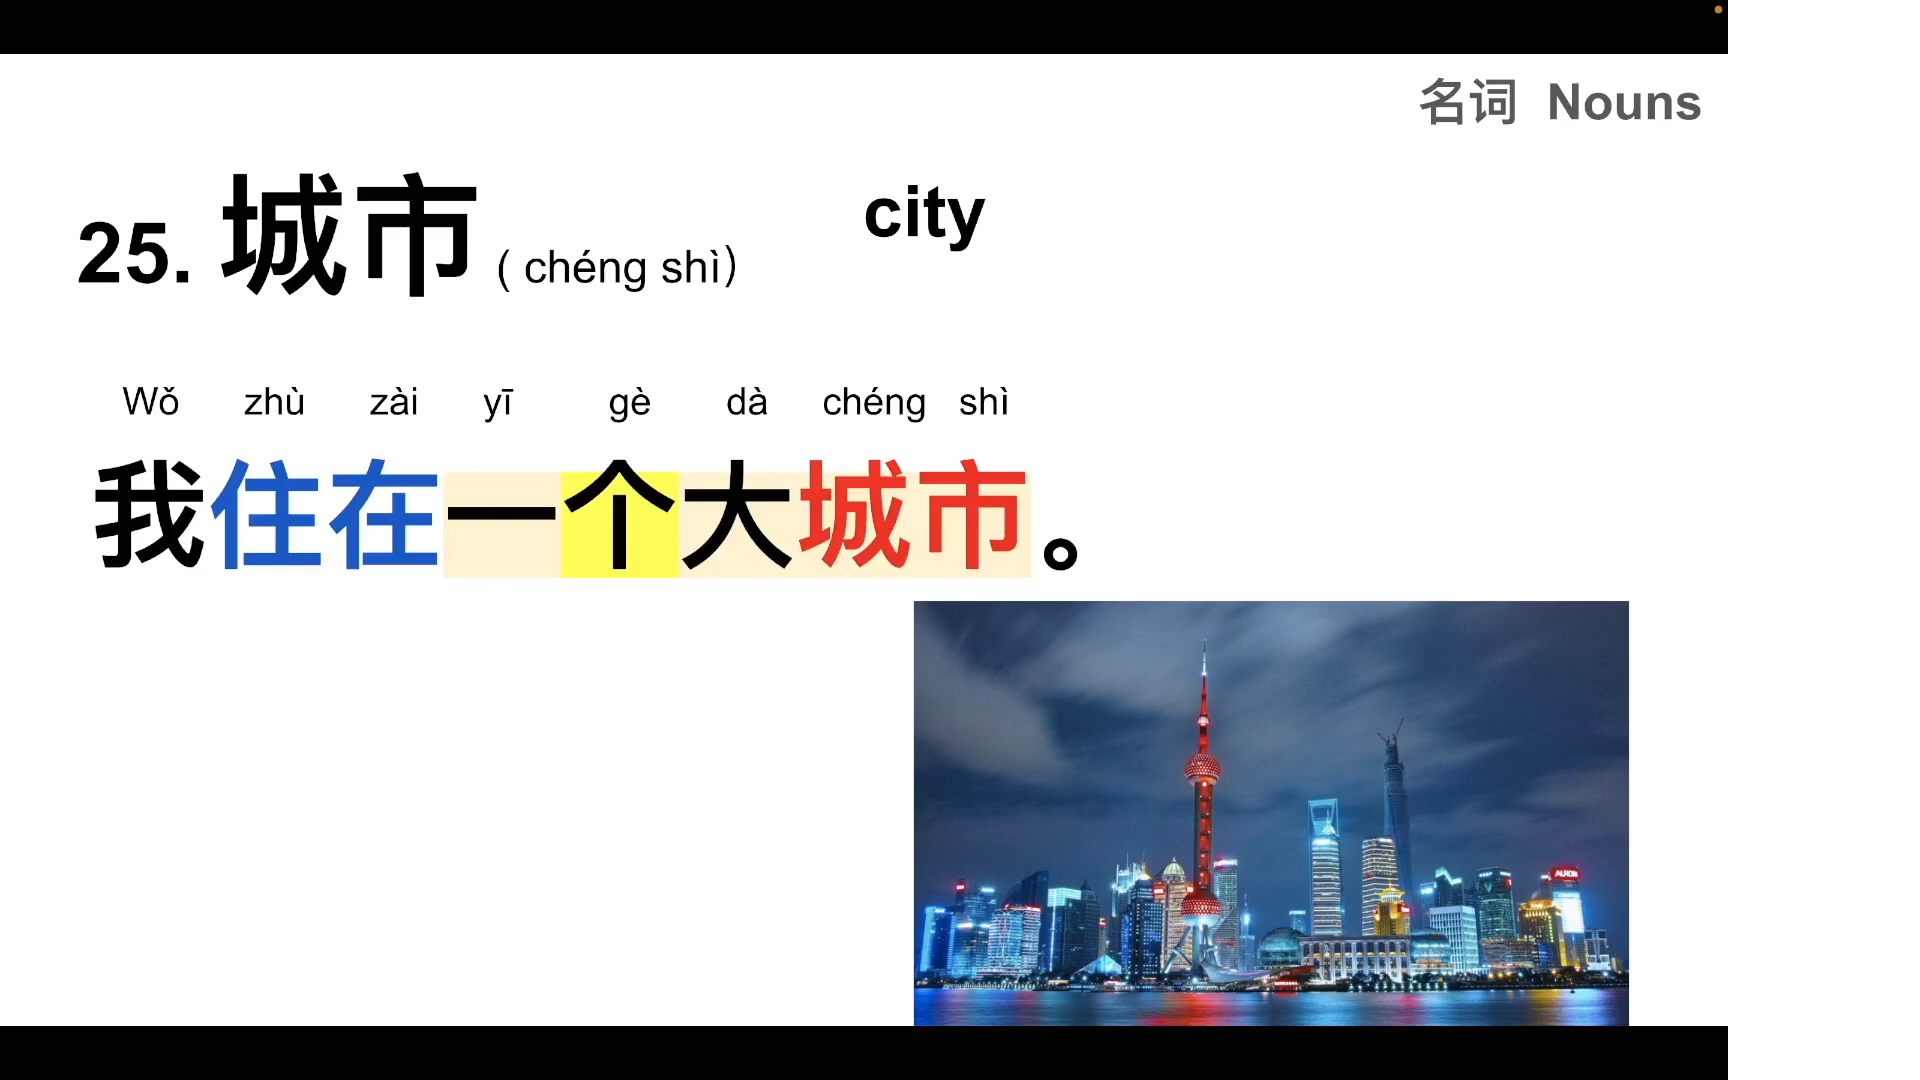 名词 Nouns
25. 城市 ( chéng shì) city
Wǒ zhù zài yī gè dà chéng shì
我住在一个大城市。
AURORA